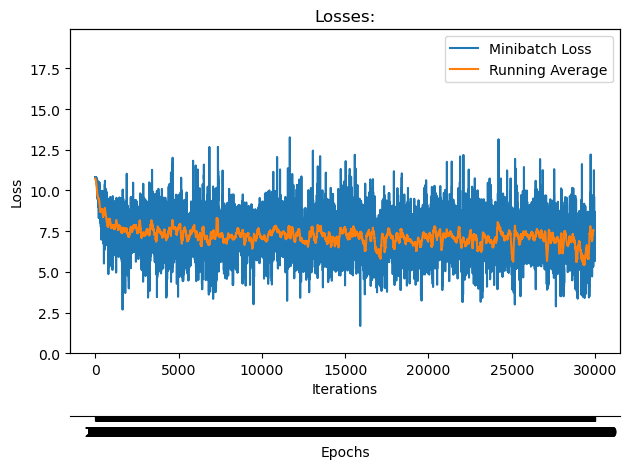 Losses:
Minibatch Loss
Running Average
17.5
15.0
12.5
10.0
7.5
5.0
2.5
0.0
Loss
0 5000 10000 15000 20000 25000 30000
Iterations
Epochs